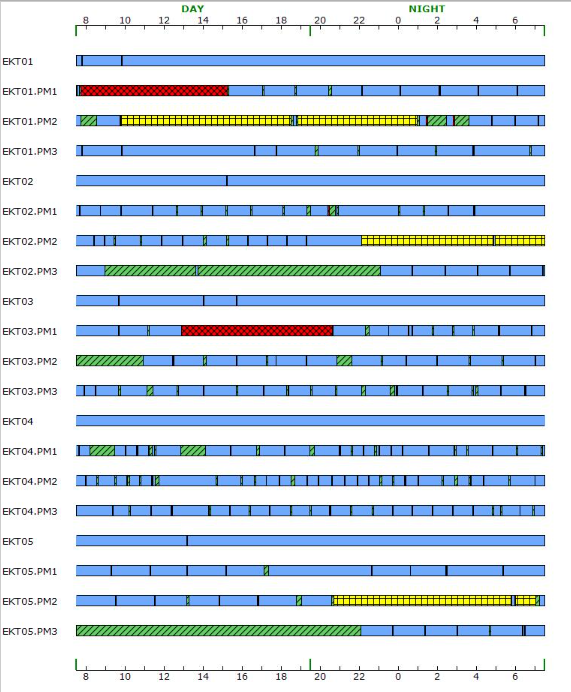 DAY NIGHT
8 10 12 14 16 18 20 22 0 2 4 6
EKT01
EKT01.PM1
EKT01.PM2
EKT01.PM3
EKT02
EKT02.PM1
EKT02.PM2
EKT02.PM3
EKT03
EKT03.PM1
EKT03.PM2
EKT03.PM3
EKT04
EKT04.PM1
EKT04.PM2
EKT04.PM3
EKT05
EKT05.PM1
EKT05.PM2
EKT05.PM3
8 10 12 14 16 18 20 22 0 2 4 6